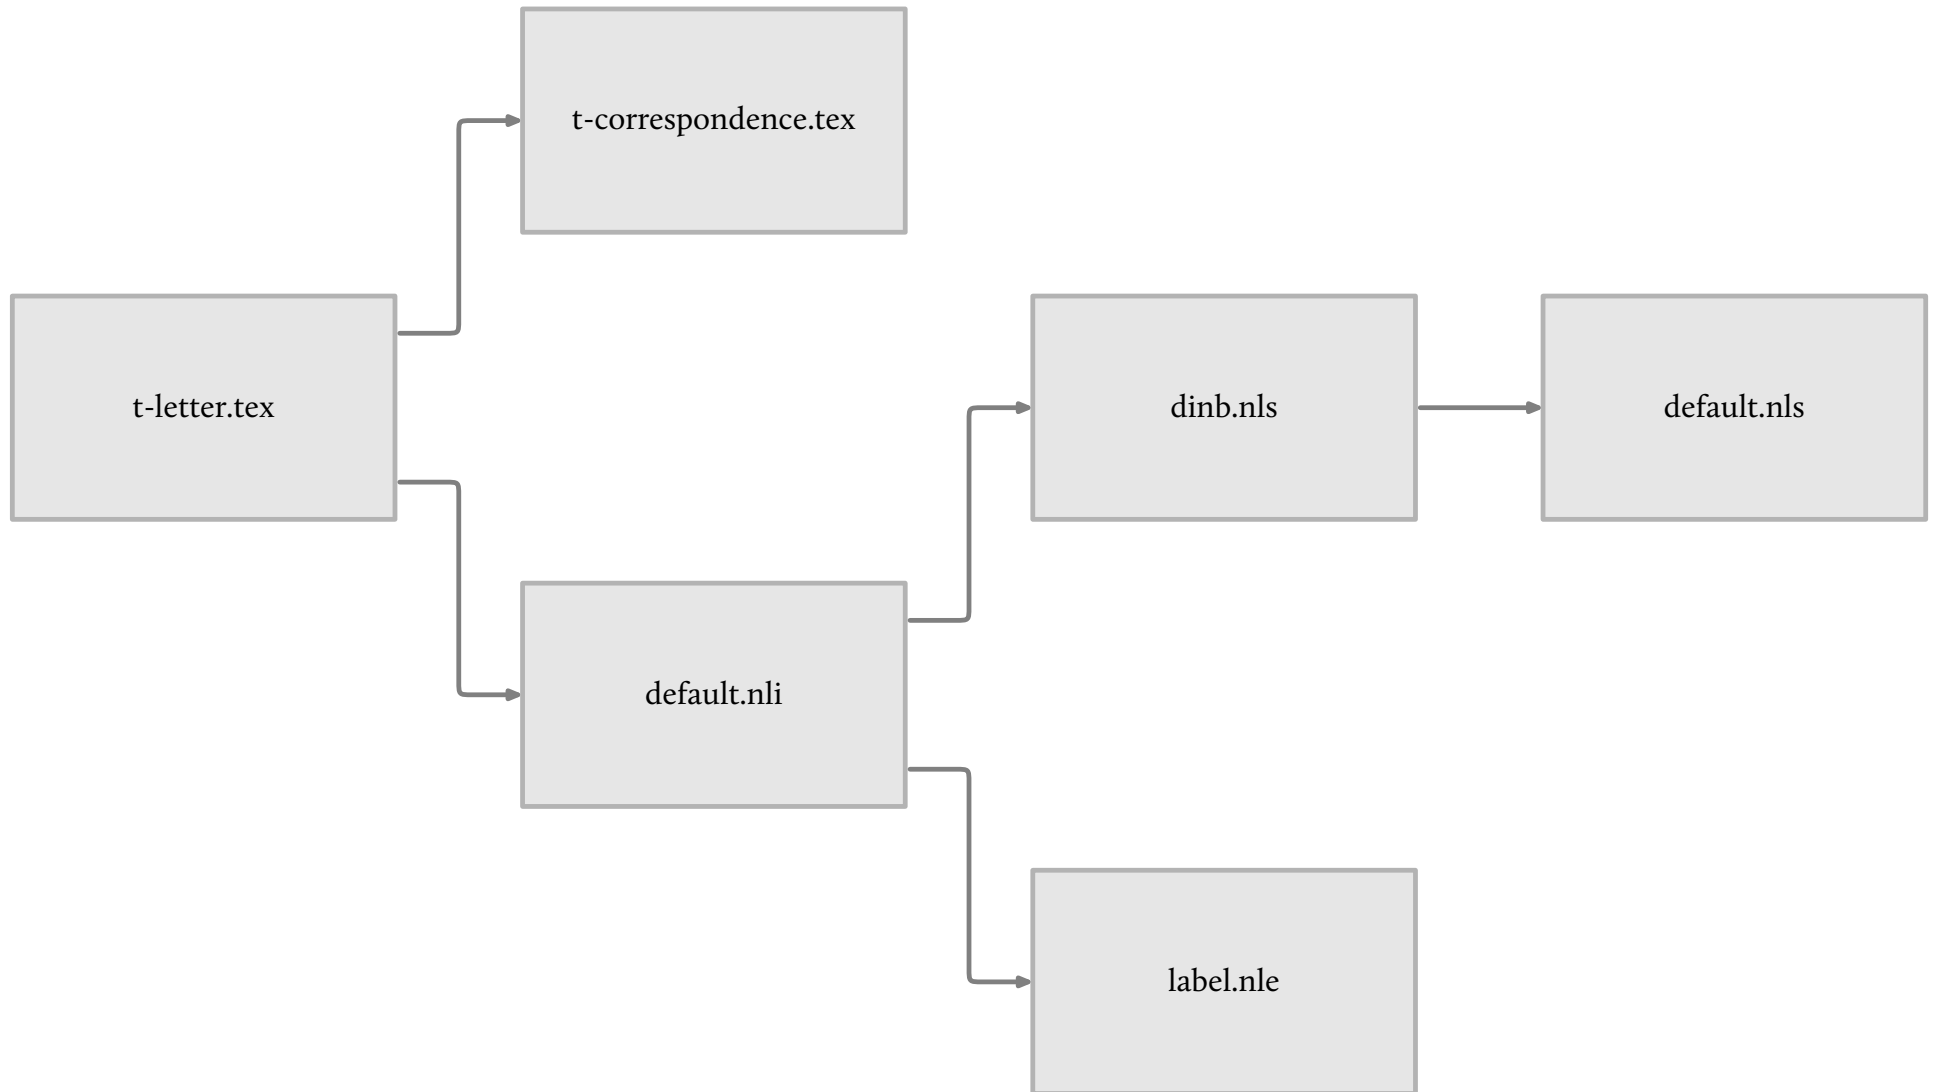 t-correspondence.tex
t-letter.tex
dinb.nls
default.nls
default.nli
label.nle